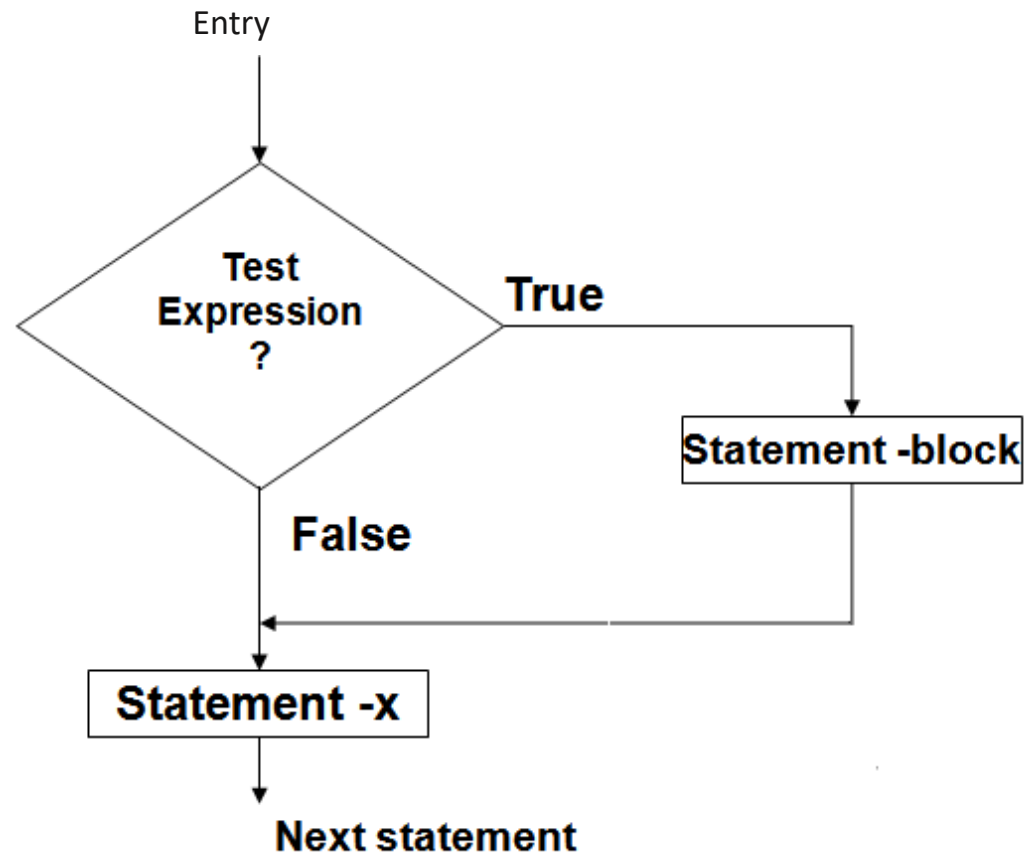 Entry
Test
Expression
?
True
Statement -block
False
Statement -x
Next statement